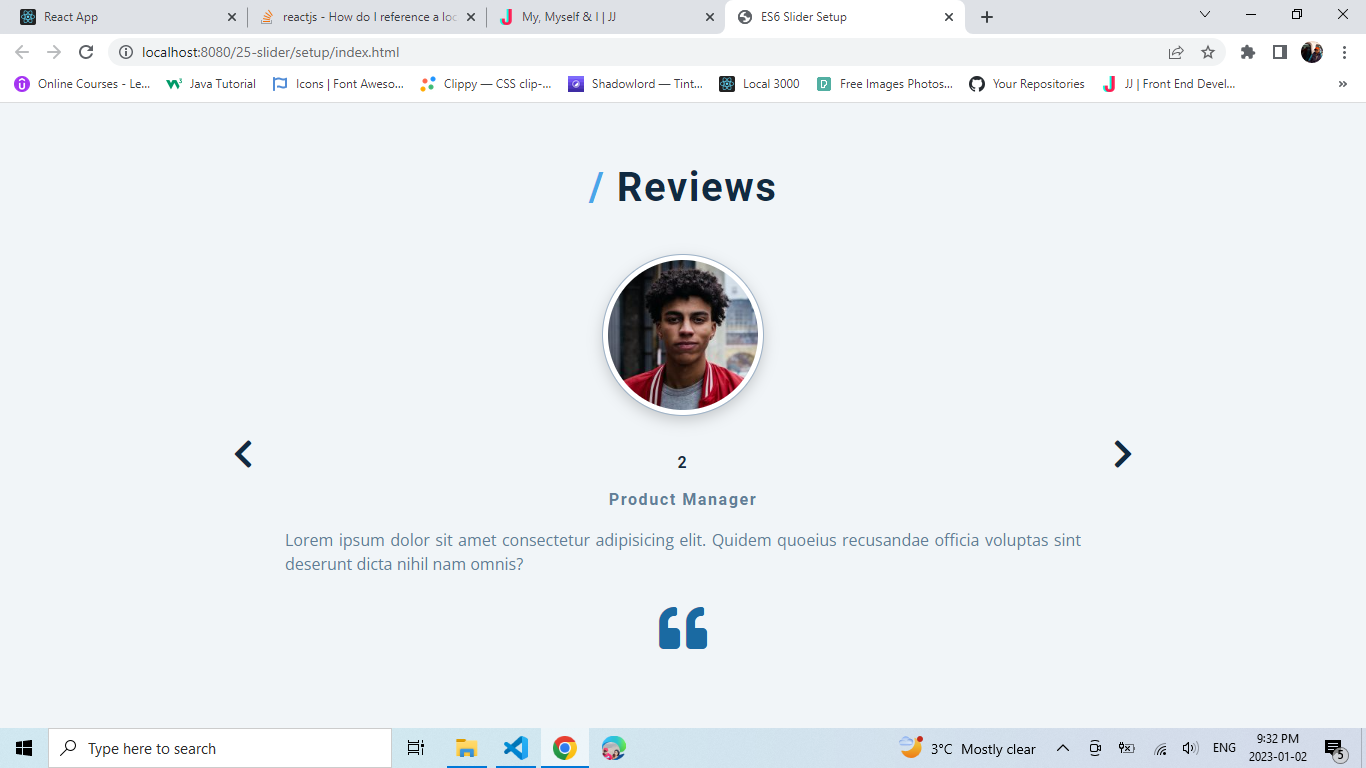 React App
reactjs - How do I reference a loc
My, Myself & I | JJ
ES6 Slider Setup
localhost:8080/25-slider/setup/index.html
Online Courses - Le...
Java Tutorial
Icons | Font Aweso...
Clippy — CSS clip-...
Shadowlord — Tint...
Local 3000
Free Images Photos...
Your Repositories
JJ | Front End Devel...
»
/ Reviews
2
Product Manager
Lorem ipsum dolor sit amet consectetur adipisicing elit. Quidem quoeius recusandae officia voluptas sint
deserunt dicta nihil nam omnis?
Type here to search
3°C Mostly clear
ENG
9:32 PM
2023-01-02
5